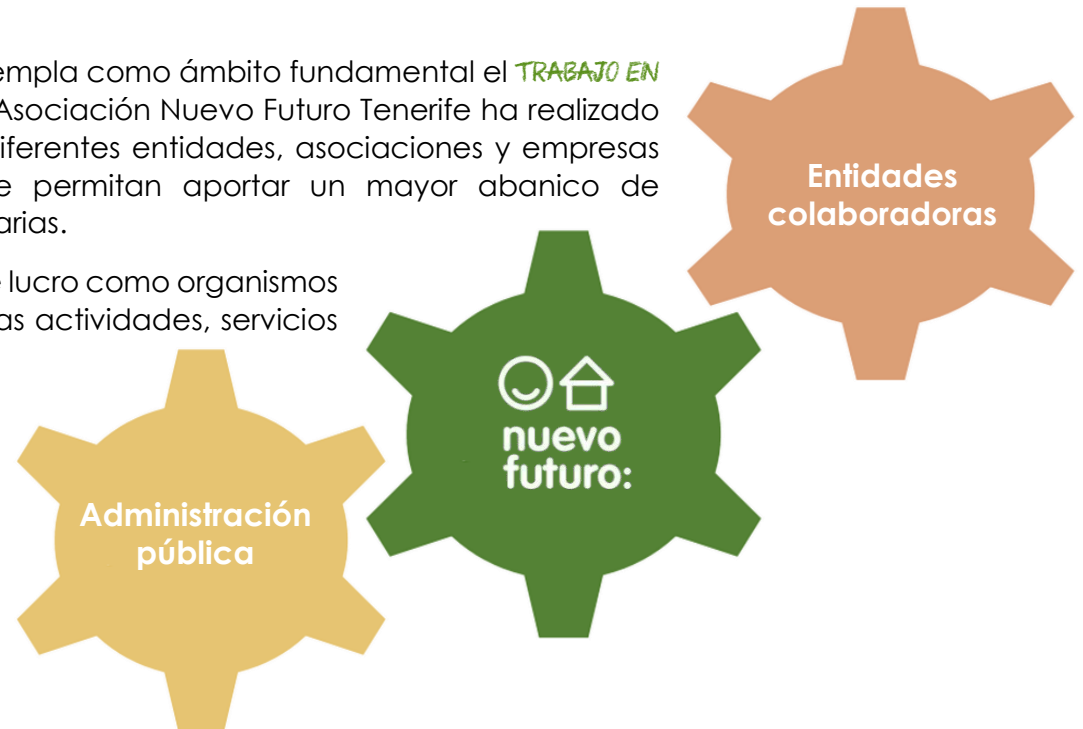 empla como ámbito fundamental el TRABAJO EN
Asociación Nuevo Futuro Tenerife ha realizado
iferentes entidades, asociaciones y empresas
e permitan aportar un mayor abanico de
arias.
e lucro como organismos
as actividades, servicios
Entidades
colaboradoras
nuevo
futuro:
Administración
pública